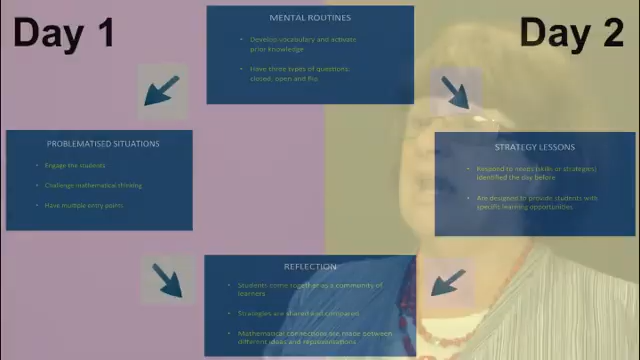 Day 1
Day 2
MENTAL ROUTINES
• Develop vocabulary and activate
prior knowledge
• Have three types of questions:
closed, open and
PROBLEMATISED SITUATIONS
• Engage the students
• Challenge mathematical thinking
• Have multiple entry points
STRATEGY LESSONS
• Respond to needs (skills or strategies)
identified the day before
• Are designed to provide students with
specific learning opportunities
REFLECTION
• Students come together as a community of
learners
• Strategies are shared and compared
• Mathematical connections are made between
different ideas and representations